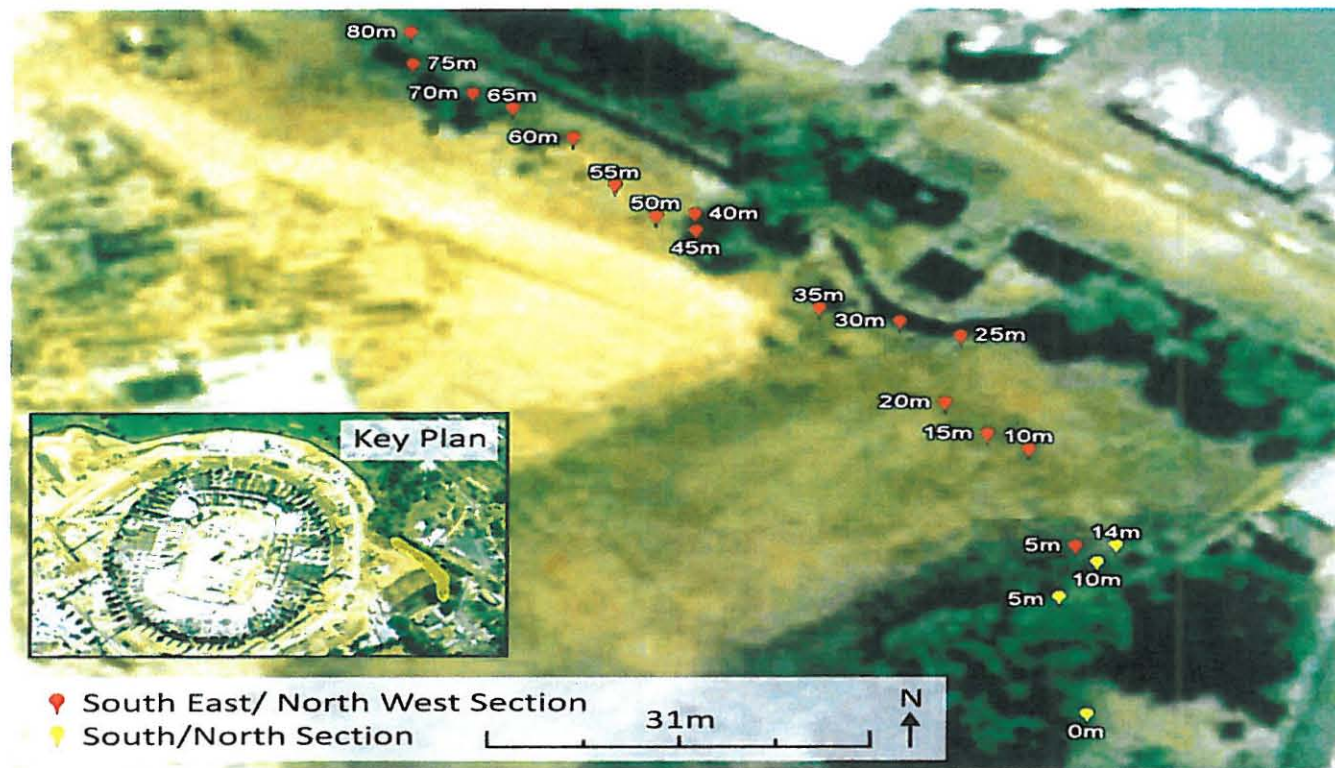 80m
75m
70m 65m
60m
55m
50m 40m
45m
35m
30m 25m
20m
15m 10m
5m 14m
10m
5m
0m
Key Plan
South East/ North West Section
South/North Section
31m
N